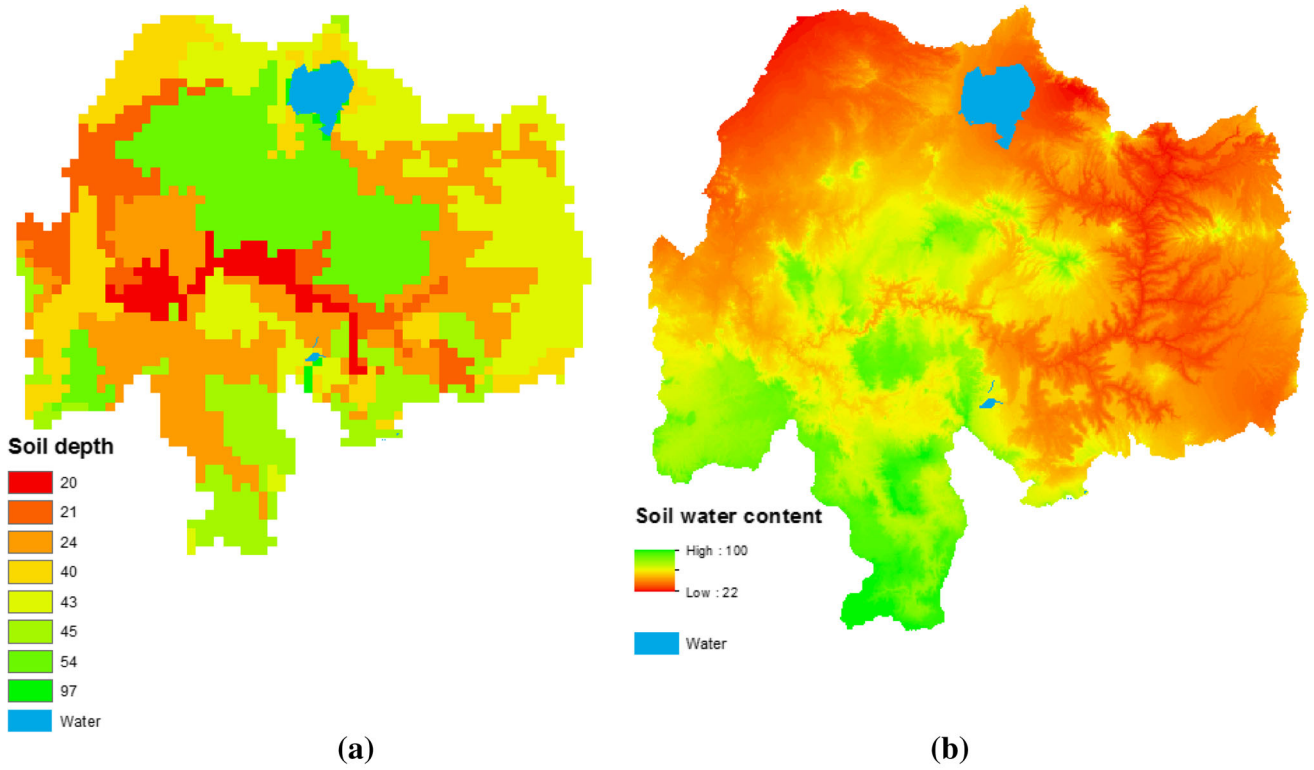 Soil depth
20
21
24
40
43
45
54
97
Water
(a)
Soil water content
High : 100
Low : 22
Water
(b)